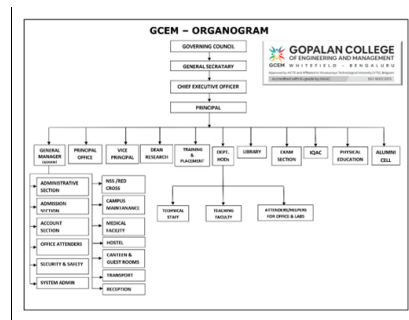 GCEM – ORGANOGRAM
GOVERNING COUNCIL
GENERAL SECRATARY
CHIEF EXECUTIVE OFFICER
PRINCIPAL
GOPALAN COLLEGE
OF ENGINEERING AND MANAGEMENT
GCEM WHITEFIELD - BENGALURU
GENERAL
MANAGER
PRINCIPAL
OFFICE
VICE
PRINCIPAL
DEAN
RESEARCH
TRAINING
&
PLACEMENT
DEPT.
HODs
LIBRARY
EXAM
SECTION
IQAC
PHYSICAL
EDUCATION
ALUMNI
CELL
ADMINISTRATIVE
SECTION
ADMISSION
SECTION
ACCOUNT
SECTION
OFFICE ATTENDERS
SECURITY & SAFTY
SYSTEM ADMIN
NSS /RED
CROSS
CAMPUS
MAINTANANCE
MEDICAL
FACILITY
HOSTEL
CANTEEN &
GUEST ROOMS
TRANSPORT
RECEPTION
TECHNICAL
STAFF
TEACHING
FACULTY
ATTENDERS/HELPERS
FOR OFFICE & LABS